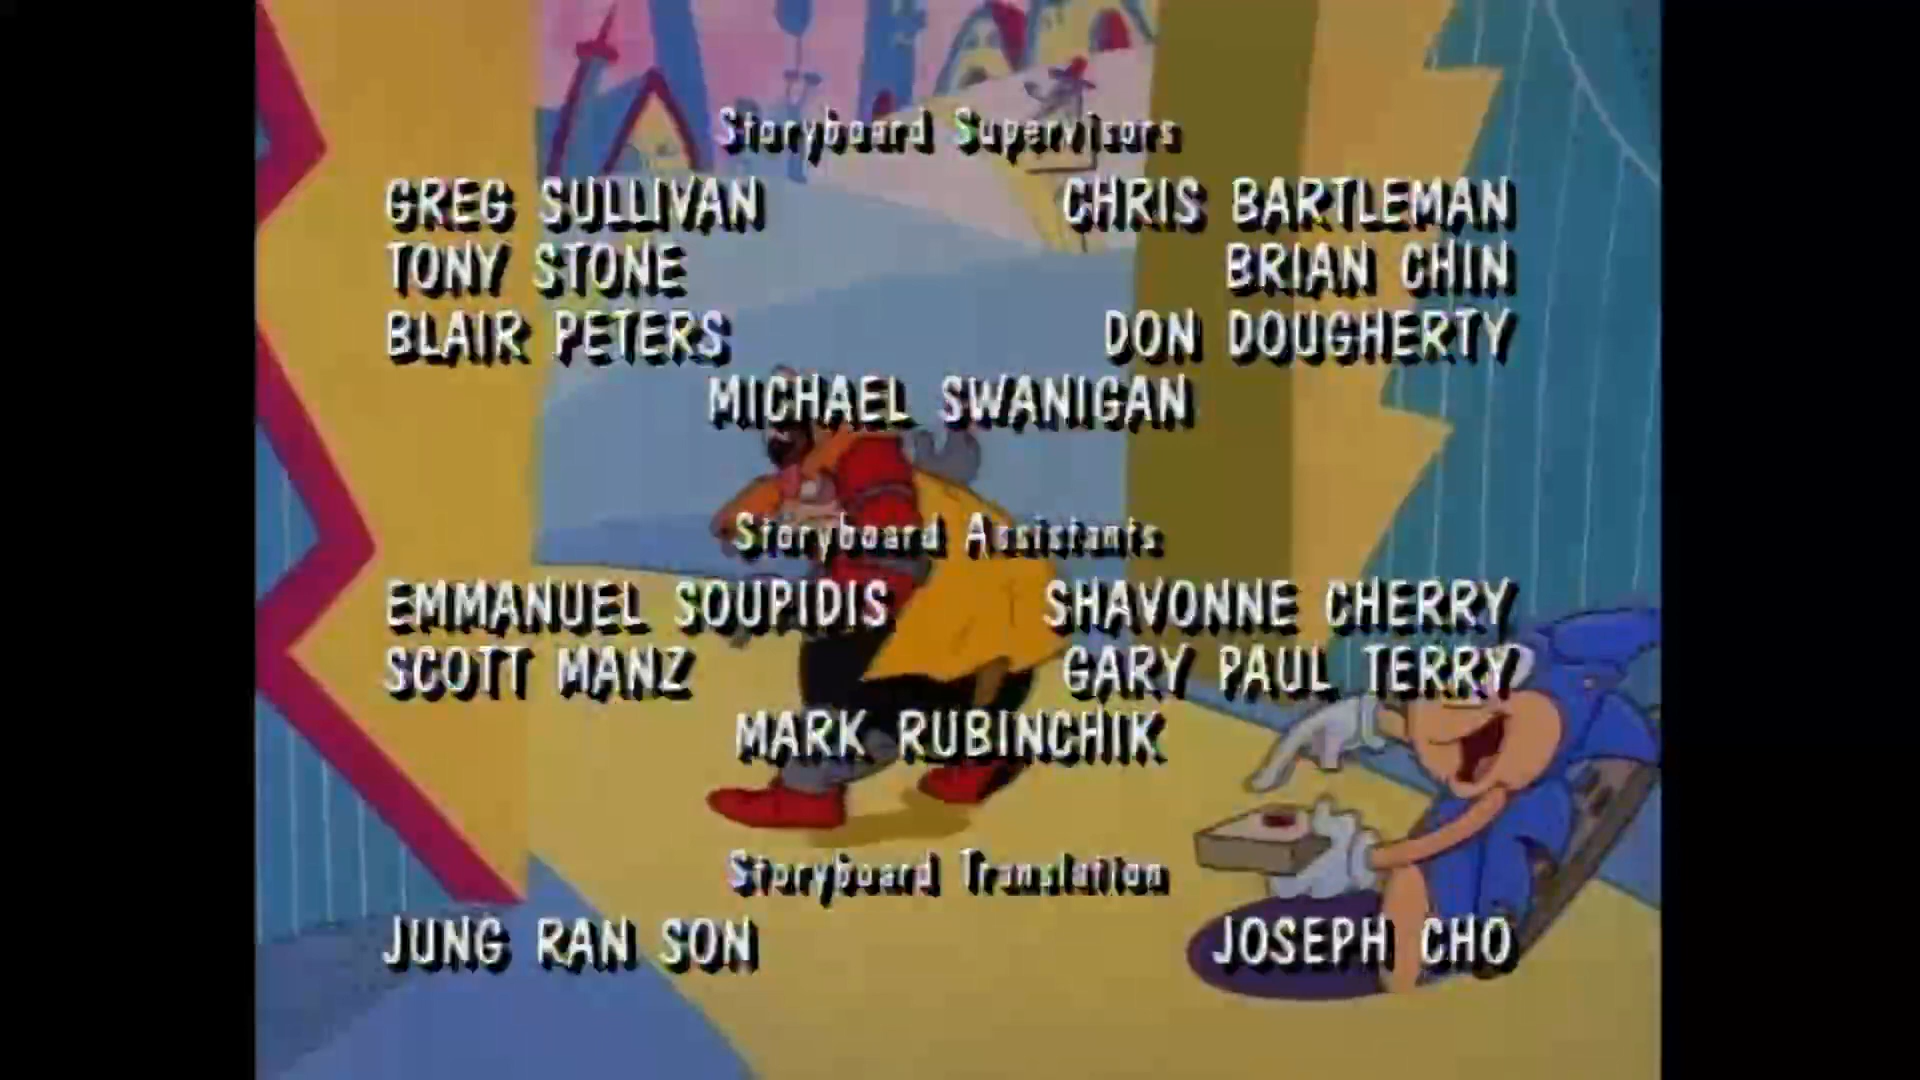 Storyboard Supervisors
GREG SULLIVAN CHRIS BARTLEMAN
TONY STONE BRIAN CHIN
BLAIR PETERS DON DOUGHERTY
MICHAEL SWANIGAN
Storyboard Assistants
EMMANUEL SOUPIDIS SHAVONNE CHERRY
SCOTT MANZ GARY PAUL TERRY
MARK RUBINCHIK
Storyboard Translation
JUNG RAN SON JOSEPH CHO